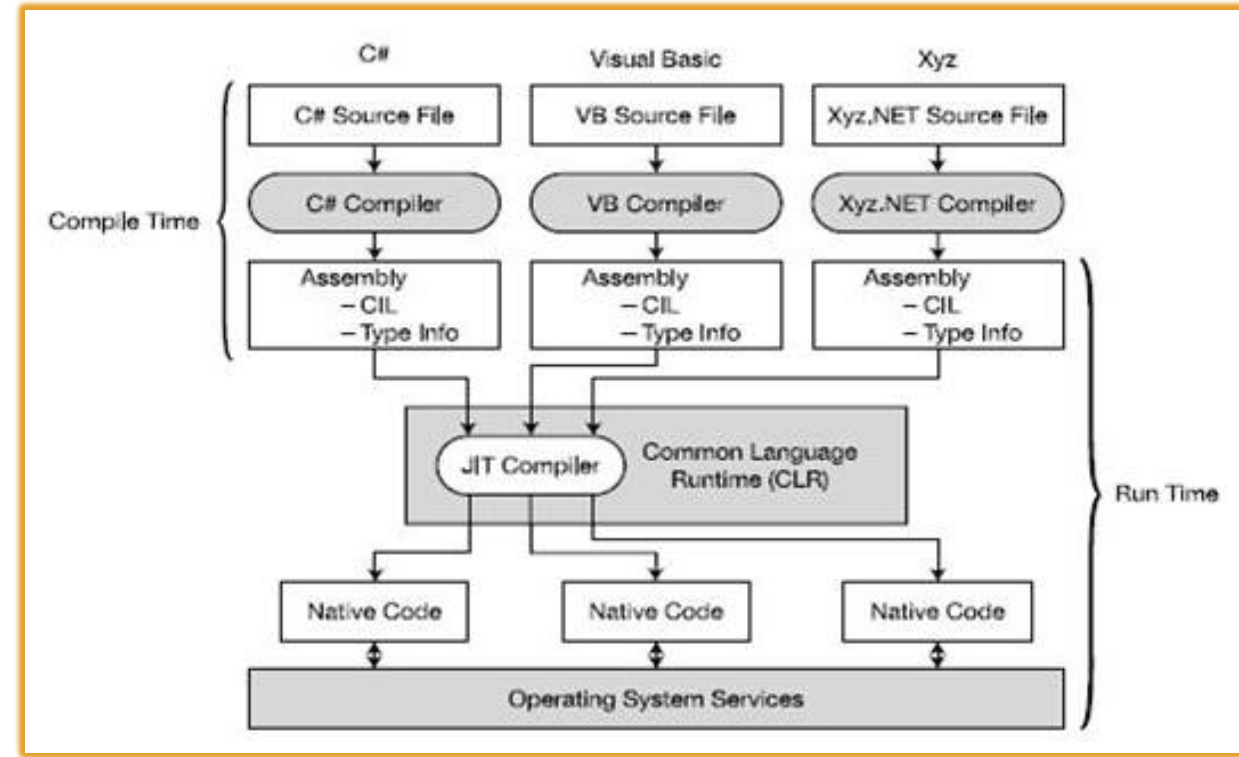 C#
Visual Basic
Xyz
C# Source File
VB Source File
Xyz.NET Source File
Compile Time
C# Compiler
VB Compiler
Xyz.NET Compiler
Assembly
– CIL
– Type Info
Assembly
– CIL
– Type Info
Assembly
– CIL
– Type Info
JIT Compiler
Common Language
Runtime (CLR)
Run Time
Native Code
Native Code
Native Code
Operating System Services